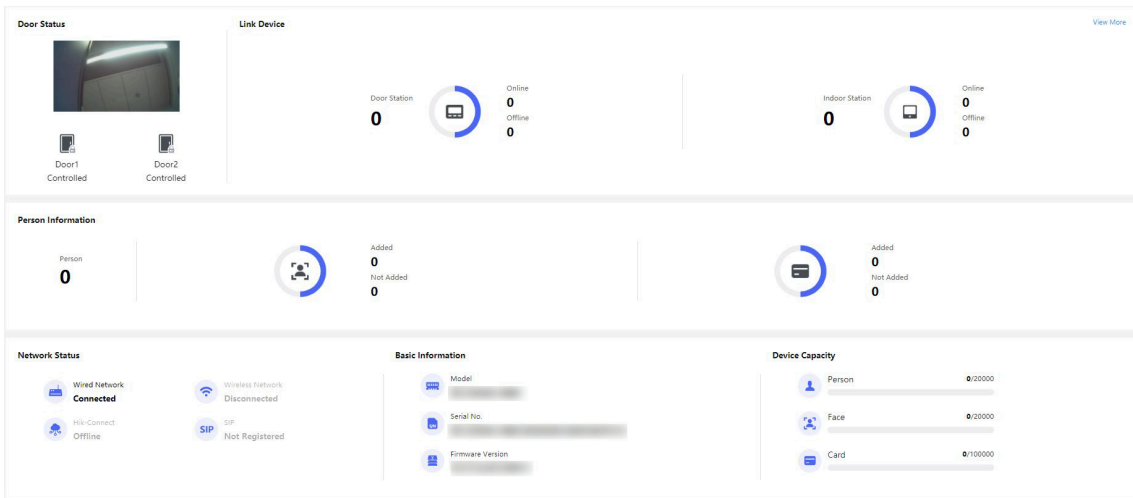 Door Status
Door1
Controlled
Door2
Controlled
Link Device
View More
Door Station
0
Online
0
Offline
0
Indoor Station
0
Online
0
Offline
0
Person Information
Person
0
Added
0
Not Added
0
Added
0
Not Added
0
Network Status
Wired Network
Connected
Wireless Network
Disconnected
Hik-Connect
Offline
SIP
SIP
Not Registered
Basic Information
Model
Serial No.
Firmware Version
Device Capacity
Person 0/20000
Face 0/20000
Card 0/100000